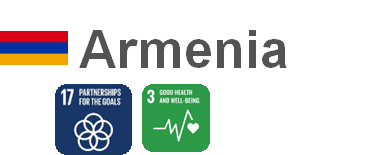 Armenia
17 PARTNERSHIPS
FOR THE GOALS
3 GOOD HEALTH
AND WELL-BEING